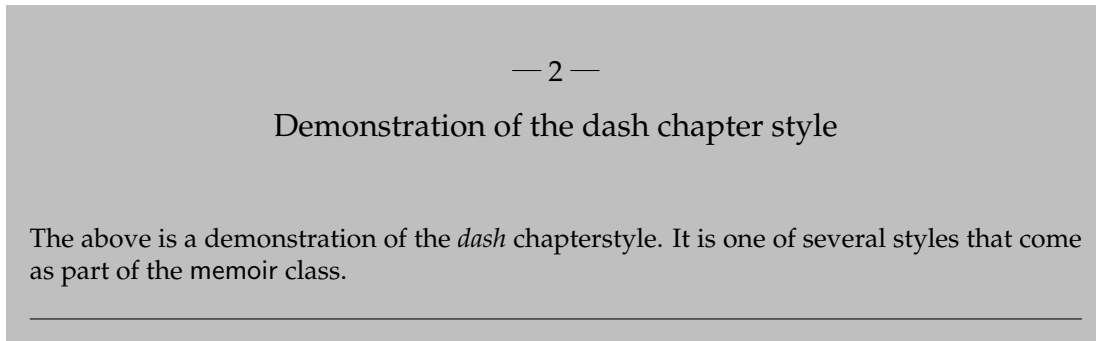 — 2 —
Demonstration of the dash chapter style
The above is a demonstration of the dash chapterstyle. It is one of several styles that come
as part of the memoir class.